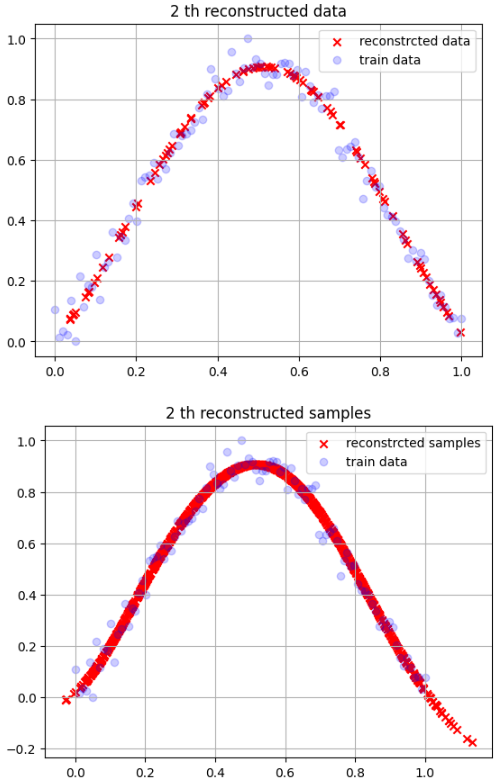 2 th reconstructed data
reconstrcted data
train data
1.0
0.8
0.6
0.4
0.2
0.0
0.0 0.2 0.4 0.6 0.8 1.0
2 th reconstructed samples
reconstrcted samples
train data
1.0
0.8
0.6
0.4
0.2
0.0
−0.2
0.0 0.2 0.4 0.6 0.8 1.0